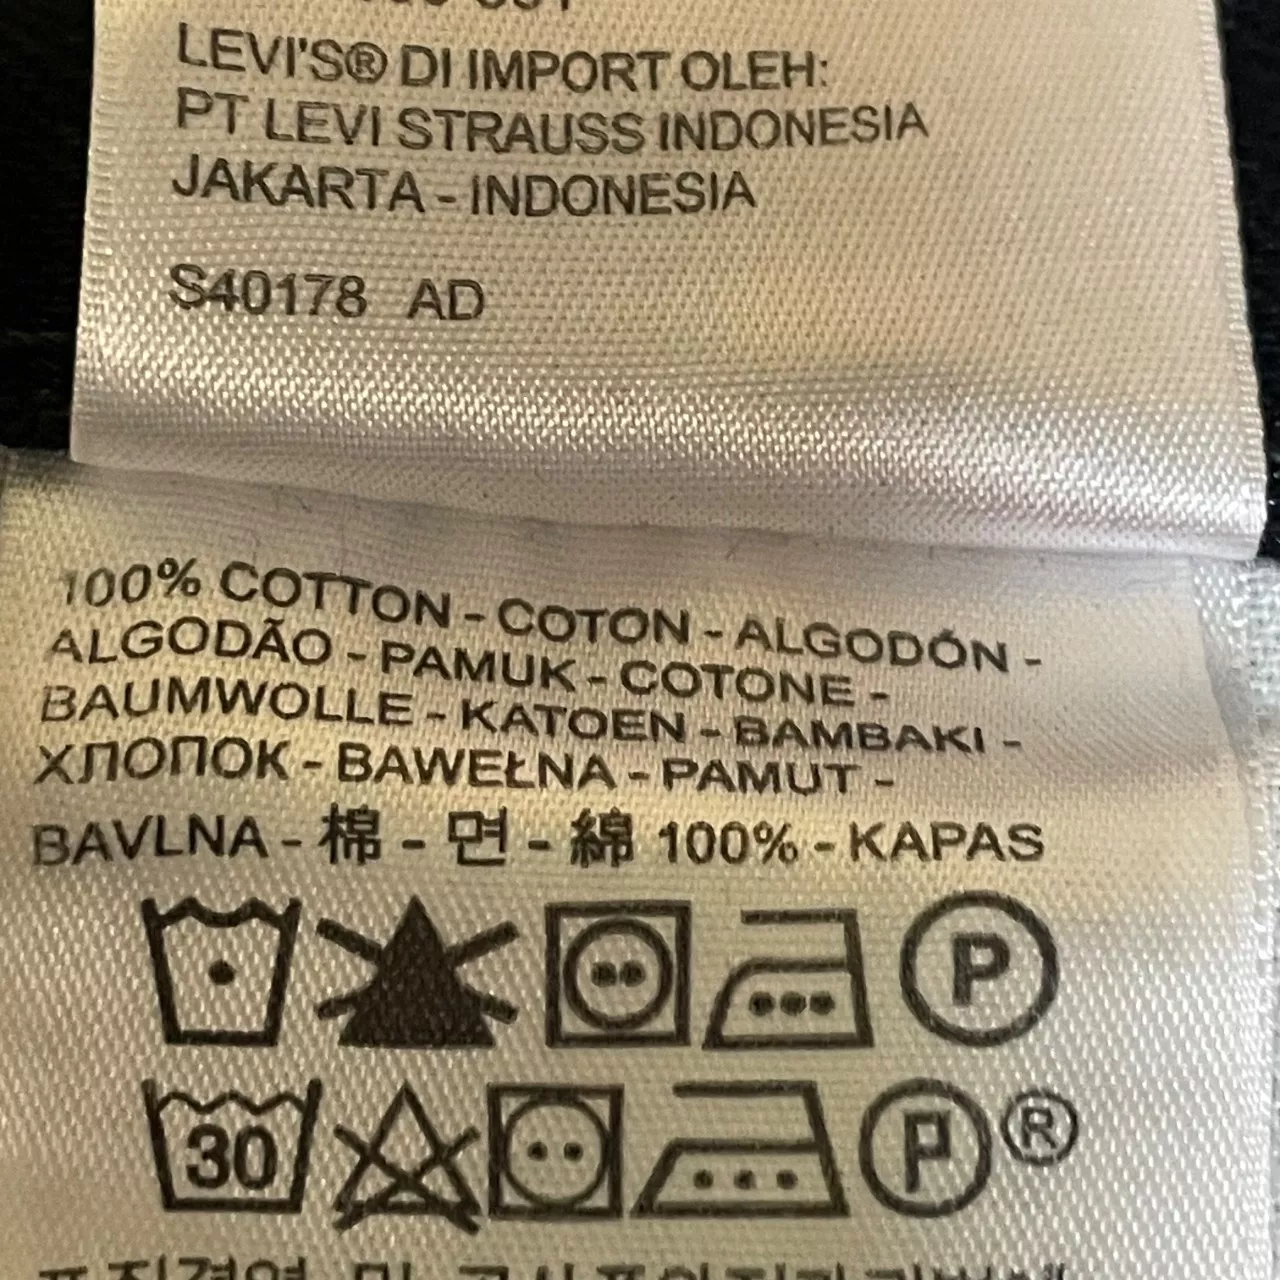 LEVI'S® DI IMPORT OLEH:
PT LEVI STRAUSS INDONESIA
JAKARTA - INDONESIA
S40178 AD
100% COTTON - COTON - ALGODÓN -
ALGODÃO - PAMUK - COTONE -
BAUMWOLLE - KATOEN - BAMBAKI -
ХЛОПОК - BAWEŁNA - PAMUT -
BAVLNA - 棉 - 면 - 綿 100% - KAPAS
P
30 P ®